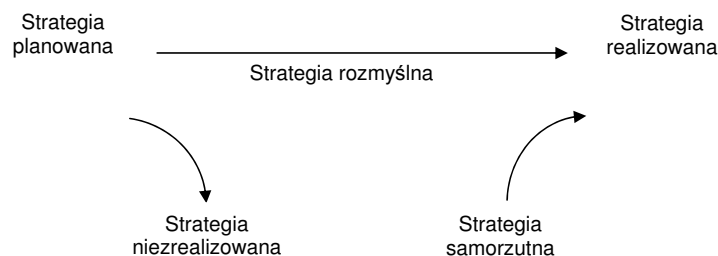 Strategia
planowana
Strategia
realizowana
Strategia rozmyślna
Strategia
niezrealizowana
Strategia
samorzutna